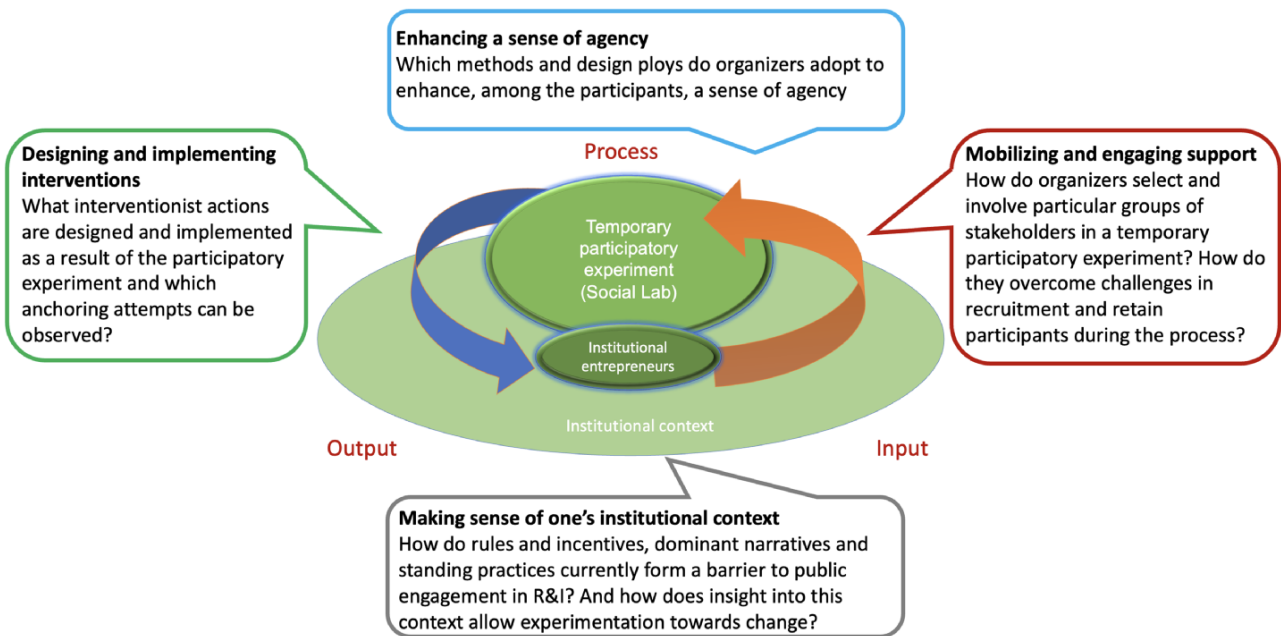 Enhancing a sense of agency
Which methods and design ploys do organizers adopt to
enhance, among the participants, a sense of agency
Process
Designing and implementing
interventions
What interventionist actions
are designed and implemented
as a result of the participatory
experiment and which
anchoring attempts can be
observed?
Temporary
participatory
experiment
(Social Lab)
Institutional
entrepreneurs
Institutional context
Mobilizing and engaging support
How do organizers select and
involve particular groups of
stakeholders in a temporary
participatory experiment? How do
they overcome challenges in
recruitment and retain
participants during the process?
Output
Input
Making sense of one’s institutional context
How do rules and incentives, dominant narratives and
standing practices currently form a barrier to public
engagement in R&I? And how does insight into this
context allow experimentation towards change?